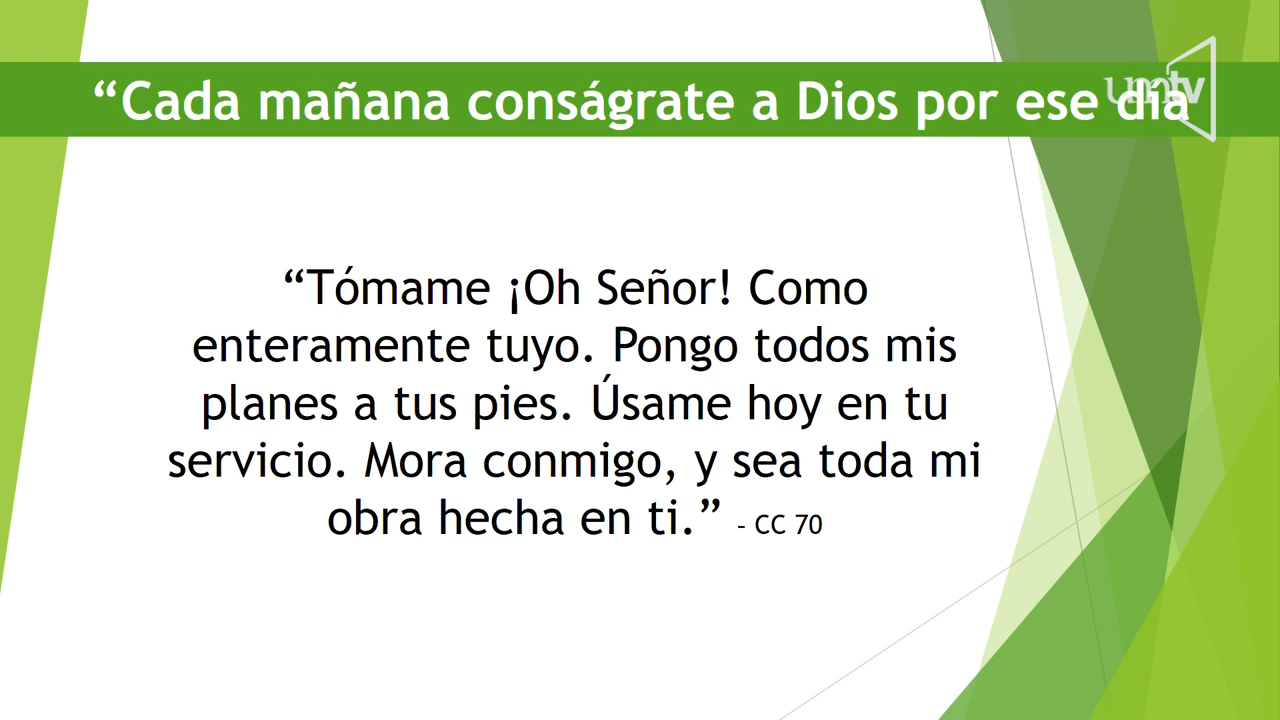 “Cada mañana conságrate a Dios por ese día
umtv
“Tómame ¡Oh Señor! Como
enteramente tuyo. Pongo todos mis
planes a tus pies. Úsame hoy en tu
servicio. Mora conmigo, y sea toda mi
obra hecha en ti.” - CC 70